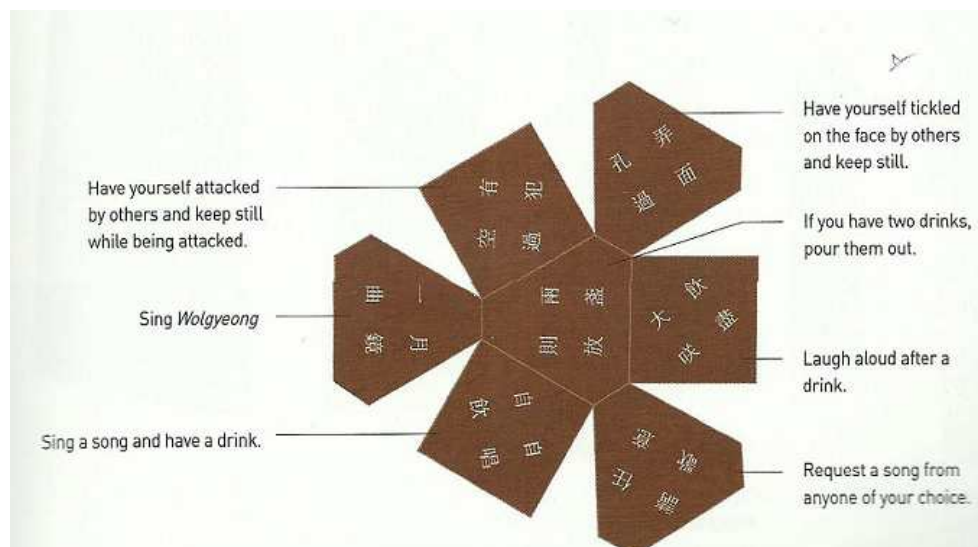 Have yourself tickled
on the face by others
and keep still.
弄面孔過
Have yourself attacked
by others and keep still
while being attacked.
有犯空過
If you have two drinks,
pour them out.
兩盞則放
Sing Wolgyeong
月鏡一曲
Laugh aloud after a
drink.
飮盡大咲
Sing a song and have a drink.
自唱自飮
Request a song from
anyone of your choice.
任意請歌